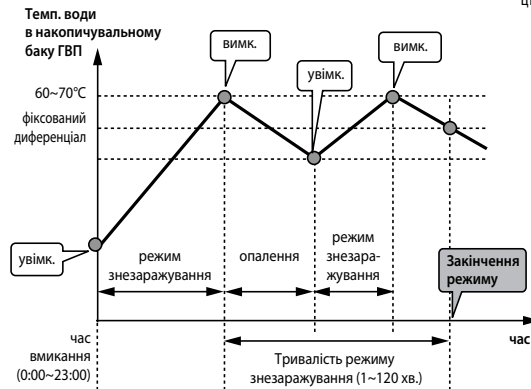 Темп. води
в накопичувальному
баку ГВП
вимк.
вимк.
увімк.
60~70°C
фіксований
диференціал
увімк.
режим
знезаражування
опалення
режим
знезара-
жування
Закінчення
режиму
час
час
вмикання
(0:00~23:00)
Тривалість режиму
знезаражування (1~120 хв.)